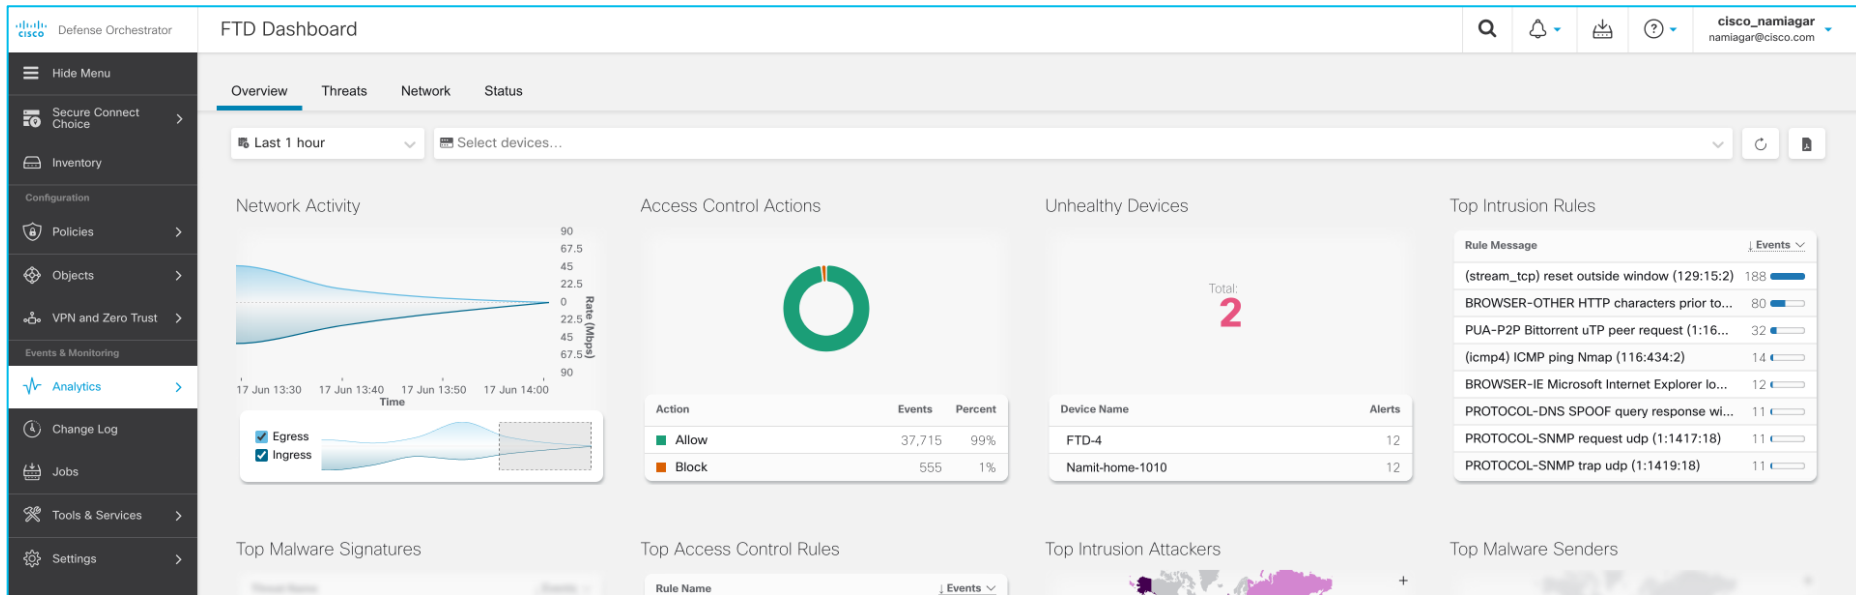 CISCO
Defense Orchestrator
FTD Dashboard
cisco_namiagar
namiagar@cisco.com
Hide Menu
Secure Connect
Choice
Inventory
Configuration
Policies
Objects
VPN and Zero Trust
Events & Monitoring
Analytics
Change Log
Jobs
Tools & Services
Settings
Overview Threats Network Status
Last 1 hour
Select devices...
Network Activity
90
67.5
45
22.5
0
22.5
45
67.5
90
Rate (Mbps)
17 Jun 13:30 17 Jun 13:40 17 Jun 13:50 17 Jun 14:00
Time
Egress
Ingress
Access Control Actions
Action Events Percent
Allow 37,715 99%
Block 555 1%
Unhealthy Devices
Total:
2
Device Name Alerts
FTD-4 12
Namit-home-1010 12
Top Intrusion Rules
Rule Message ↓ Events
(stream_tcp) reset outside window (129:15:2) 188
BROWSER-OTHER HTTP characters prior to... 80
PUA-P2P Bittorrent uTP peer request (1:16... 32
(icmp4) ICMP ping Nmap (116:434:2) 14
BROWSER-IE Microsoft Internet Explorer lo... 12
PROTOCOL-DNS SPOOF query response wi... 11
PROTOCOL-SNMP request udp (1:1417:18) 11
PROTOCOL-SNMP trap udp (1:1419:18) 11
Top Malware Signatures
Top Access Control Rules
Rule Name ↓ Events
Top Intrusion Attackers
+
Top Malware Senders